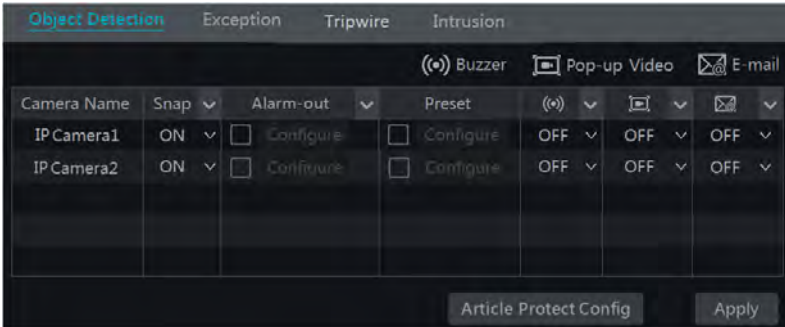 Object Detection Exception Tripwire Intrusion
Buzzer Pop-up Video E-mail
Camera Name Snap Alarm-out Preset
IP Camera1 ON Configure Configure OFF OFF OFF
IP Camera2 ON Configure Configure OFF OFF OFF
Article Protect Config Apply